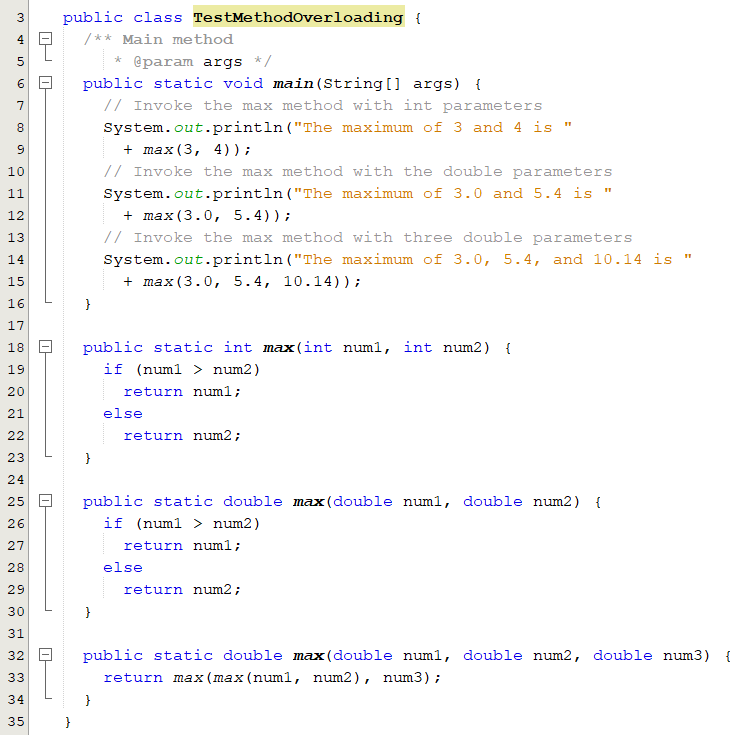 3 public class TestMethodOverloading {
4 /** Main method
5 * @param args */
6 public static void main(String[] args) {
7 // Invoke the max method with int parameters
8 System.out.println("The maximum of 3 and 4 is "
9 + max(3, 4));
10 // Invoke the max method with the double parameters
11 System.out.println("The maximum of 3.0 and 5.4 is "
12 + max(3.0, 5.4));
13 // Invoke the max method with three double parameters
14 System.out.println("The maximum of 3.0, 5.4, and 10.14 is "
15 + max(3.0, 5.4, 10.14));
16 }
17
18 public static int max(int num1, int num2) {
19 if (num1 > num2)
20 return num1;
21 else
22 return num2;
23 }
24
25 public static double max(double num1, double num2) {
26 if (num1 > num2)
27 return num1;
28 else
29 return num2;
30 }
31
32 public static double max(double num1, double num2, double num3) {
33 return max(max(num1, num2), num3);
34 }
35 }